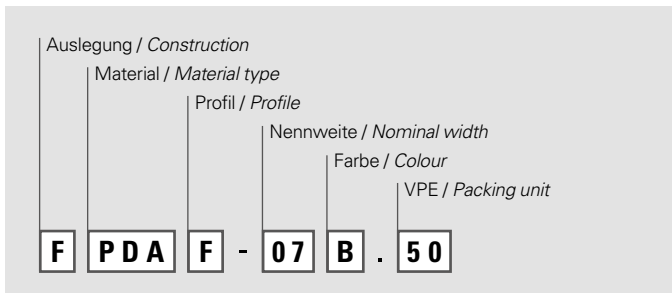 Auslegung / Construction
Material / Material type
Profil / Profile
Nennweite / Nominal width
Farbe / Colour
VPE / Packing unit
F PDA F - 07 B . 50